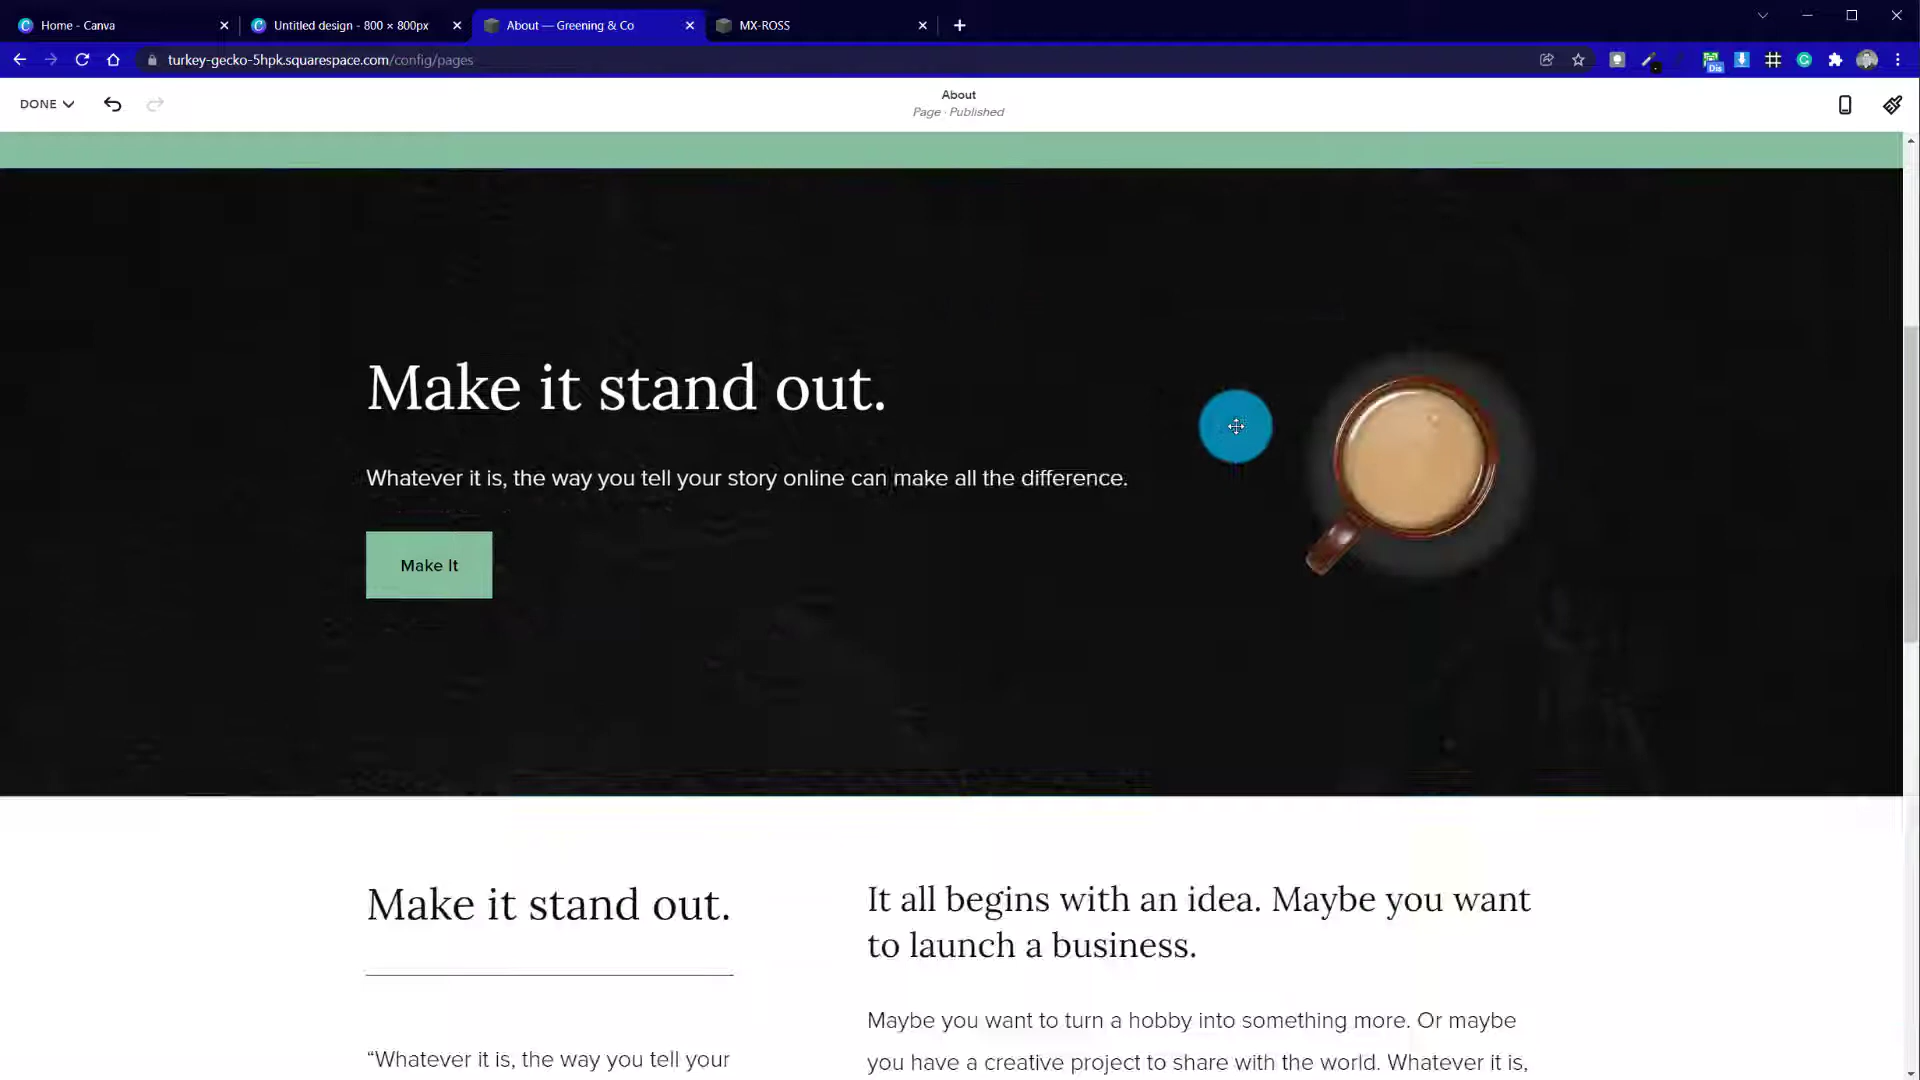 Home - Canva
Untitled design - 800 × 800px
About — Greening & Co
MX-ROSS
turkey-gecko-5hpk.squarespace.com/config/pages
Dis
DONE
About
Page · Published
Make it stand out.
Whatever it is, the way you tell your story online can make all the difference.
Make It
Make it stand out.
It all begins with an idea. Maybe you want
to launch a business.
Maybe you want to turn a hobby into something more. Or maybe
“Whatever it is, the way you tell your
you have a creative project to share with the world. Whatever it is,